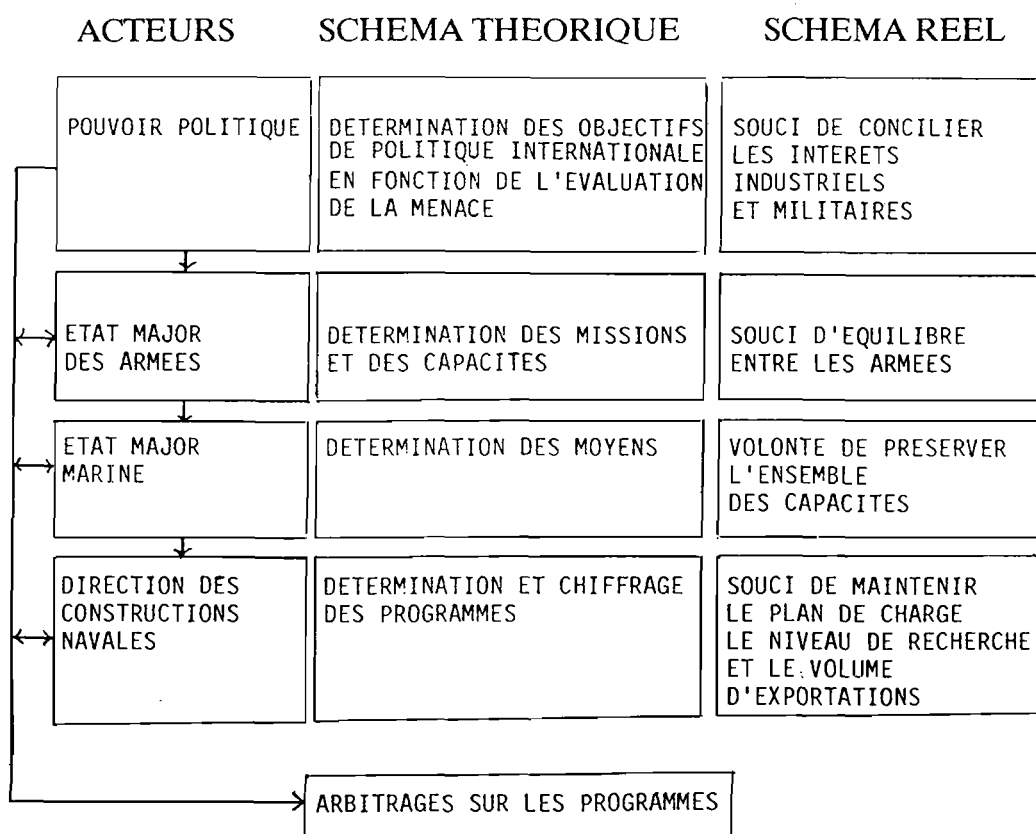 ACTEURS SCHEMA THEORIQUE SCHEMA REEL
POUVOIR POLITIQUE
DETERMINATION DES OBJECTIFS
DE POLITIQUE INTERNATIONALE
EN FONCTION DE L'EVALUATION
DE LA MENACE
SOUCI DE CONCILIER
LES INTERETS
INDUSTRIELS
ET MILITAIRES
ETAT MAJOR
DES ARMEES
DETERMINATION DES MISSIONS
ET DES CAPACITES
SOUCI D'EQUILIBRE
ENTRE LES ARMEES
ETAT MAJOR
MARINE
DETERMINATION DES MOYENS
VOLONTE DE PRESERVER
L'ENSEMBLE
DES CAPACITES
DIRECTION DES
CONSTRUCTIONS
NAVALES
DETERMINATION ET CHIFFRAGE
DES PROGRAMMES
SOUCI DE MAINTENIR
LE PLAN DE CHARGE
LE NIVEAU DE RECHERCHE
ET LE VOLUME
D'EXPORTATIONS
ARBITRAGES SUR LES PROGRAMMES